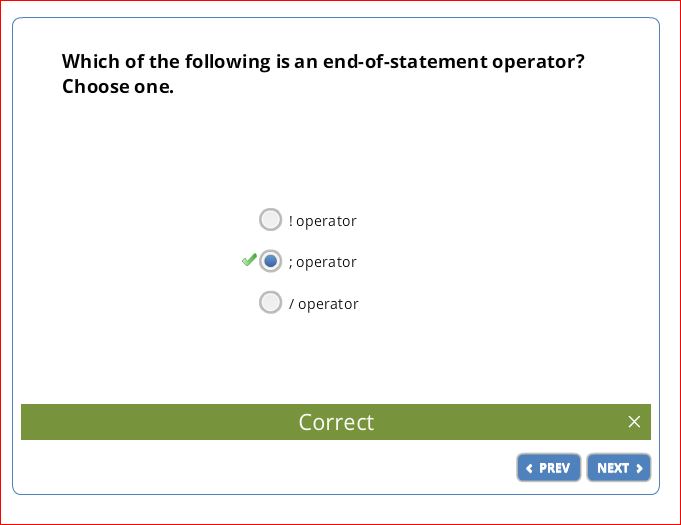 Which of the following is an end-of-statement operator?
Choose one.
! operator
; operator
/ operator
Correct
PREV
NEXT